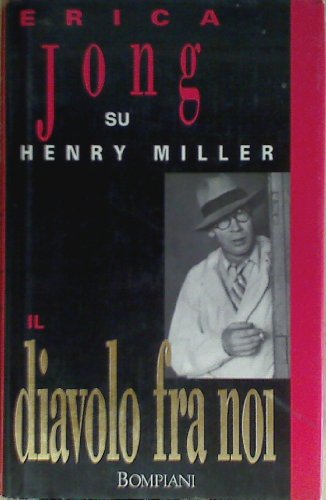 ERICA
Jong
SU
HENRY MILLER
IL
diavolo fra noi
BOMPIANI